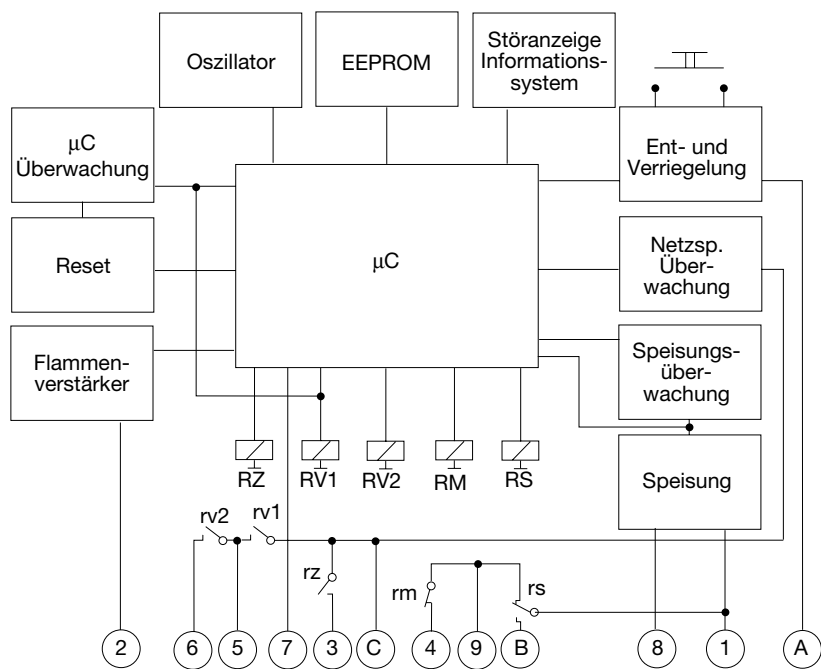 Oszillator
EEPROM
Störanzeige
Informations-
system
µC
Überwachung
Ent- und
Verriegelung
µC
Reset
Netzsp.
Über-
wachung
Flammen-
verstärker
Speisungs-
über-
wachung
RZ
RV1
RV2
RM
RS
Speisung
rv2
rv1
rz
rm
rs
2
6
5
7
3
C
4
9
B
8
1
A